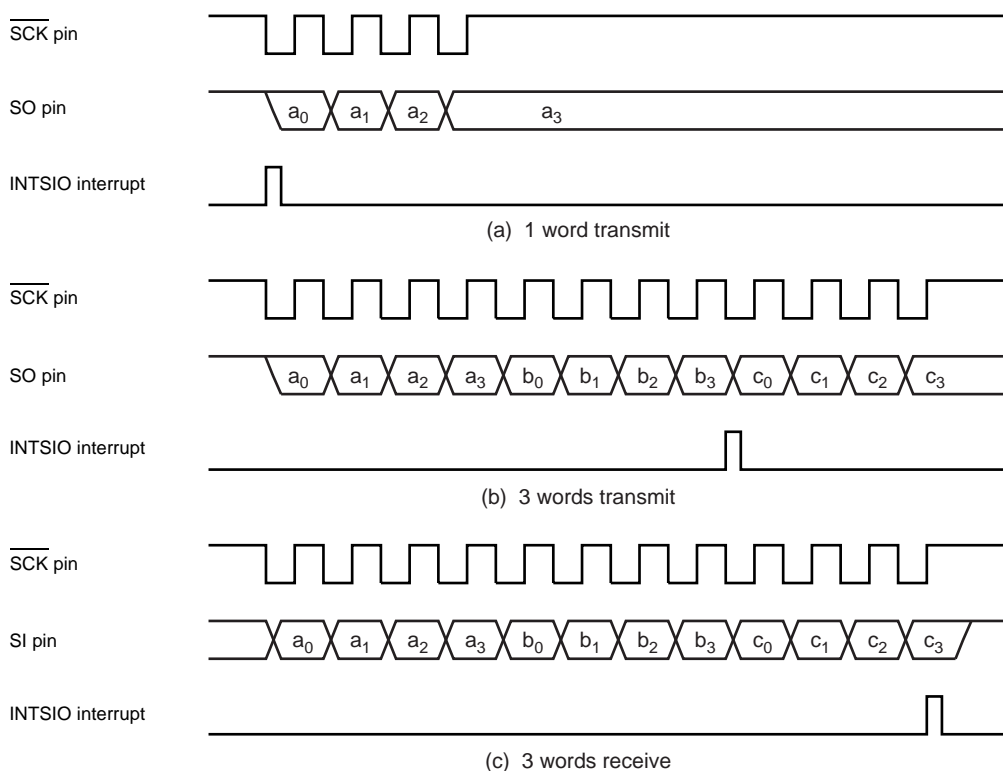 SCK pin
SO pin
a0 a1 a2 a3
INTSIO interrupt
(a) 1 word transmit
SCK pin
SO pin
a0 a1 a2 a3 b0 b1 b2 b3 c0 c1 c2 c3
INTSIO interrupt
(b) 3 words transmit
SCK pin
SI pin
a0 a1 a2 a3 b0 b1 b2 b3 c0 c1 c2 c3
INTSIO interrupt
(c) 3 words receive